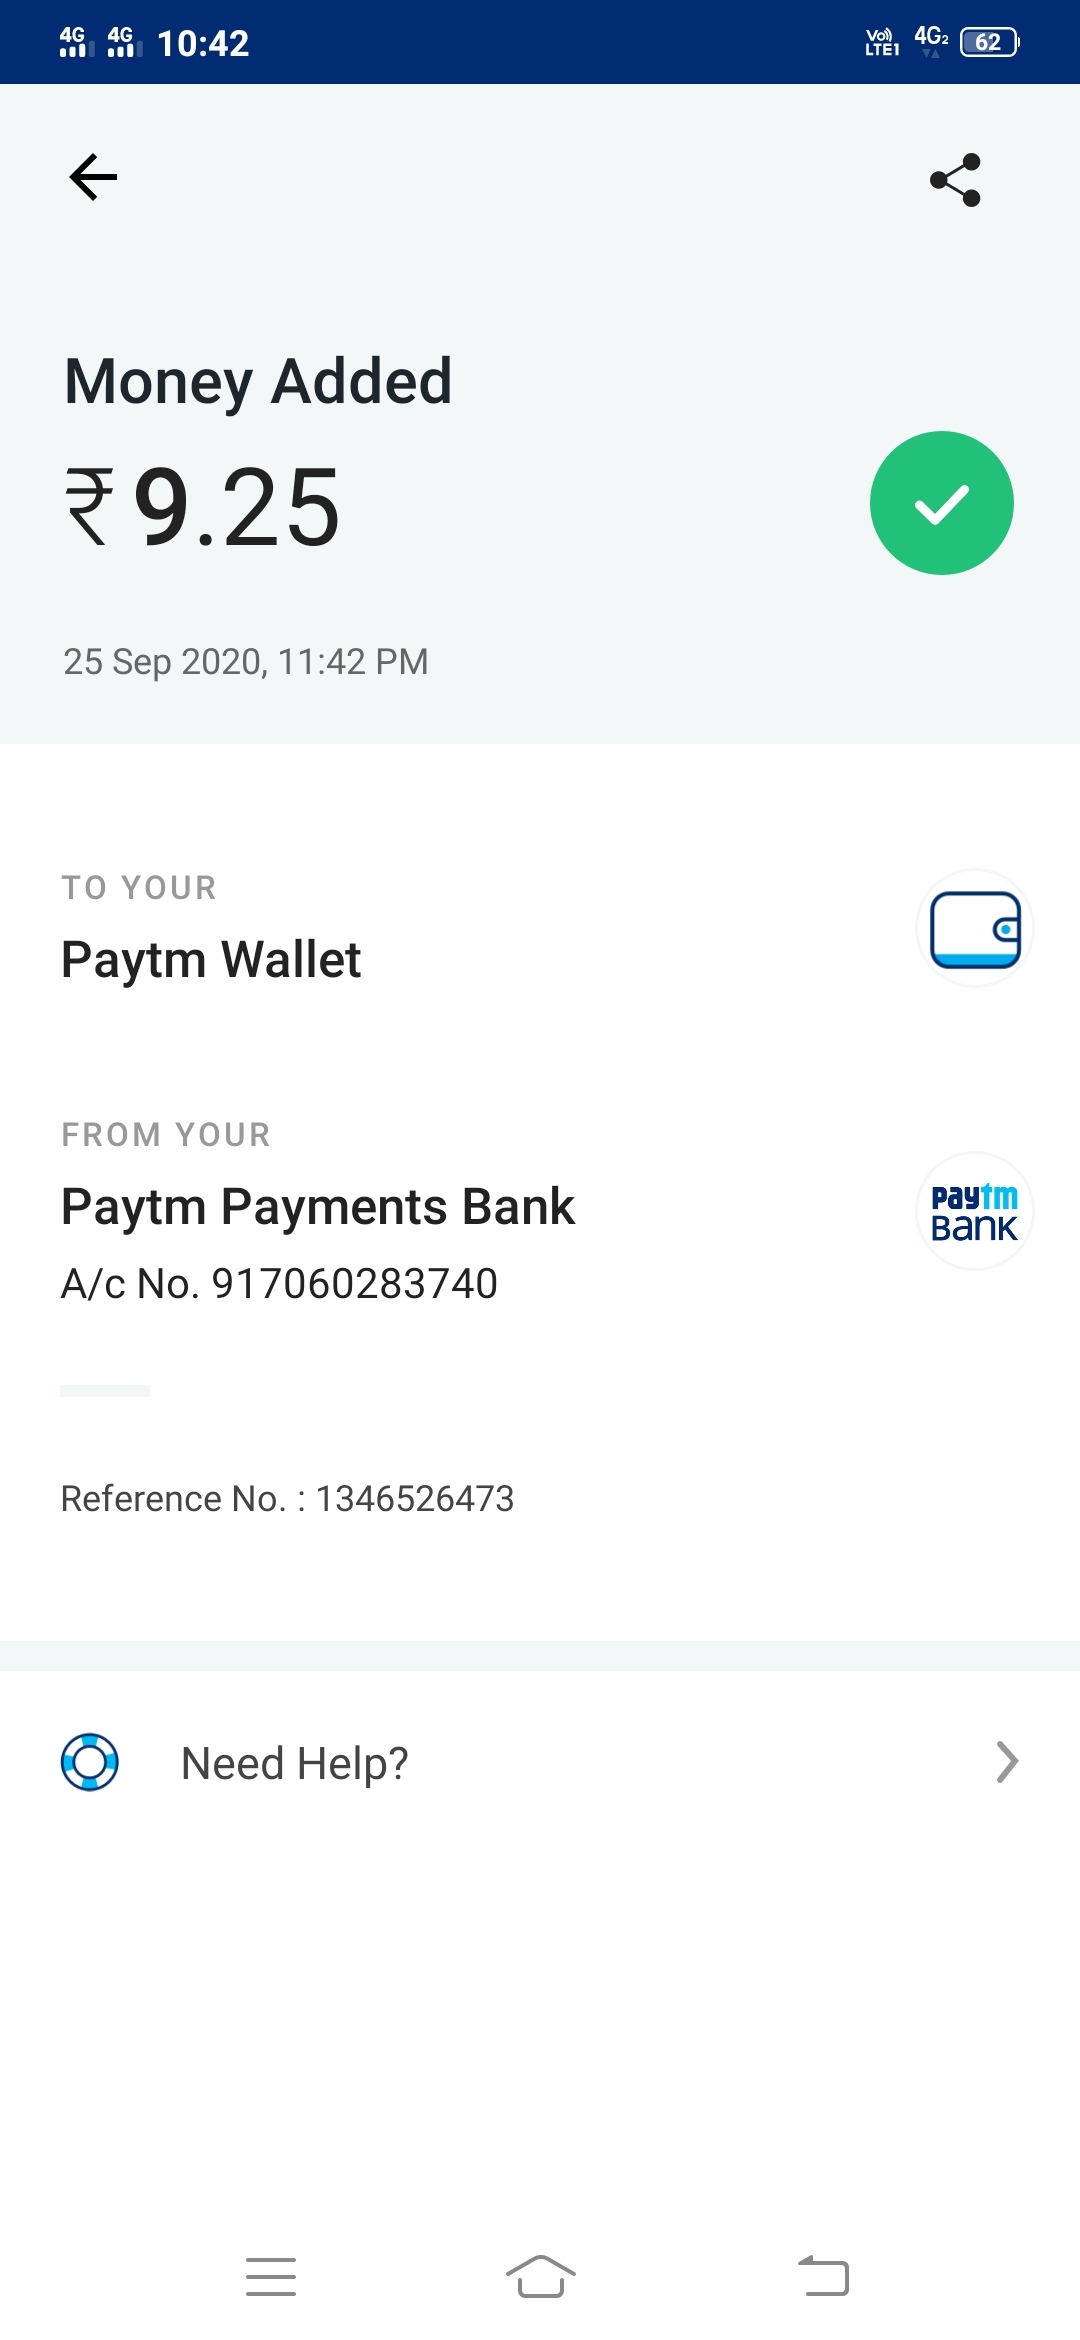 4G 4G 10:42 Vo)) LTE1 4G2 62
Money Added
₹9.25
25 Sep 2020, 11:42 PM
TO YOUR
Paytm Wallet
FROM YOUR
Paytm Payments Bank
paytm
BANK
A/c No. 917060283740
Reference No. : 1346526473
Need Help?